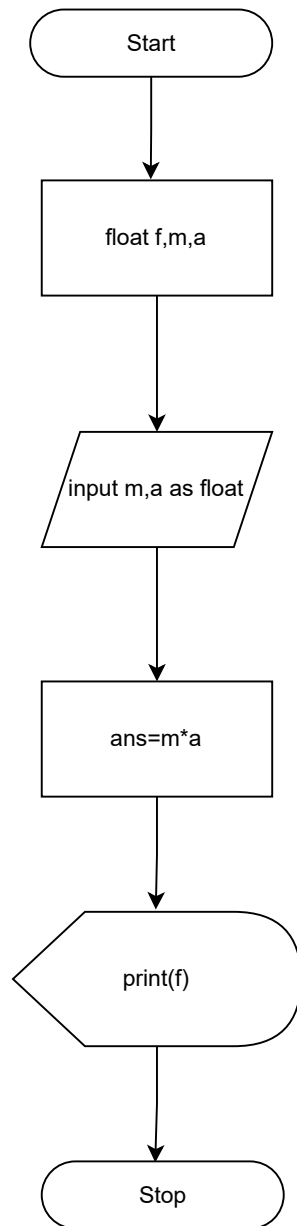 Start
float f,m,a
input m,a as float
ans=m*a
print(f)
Stop